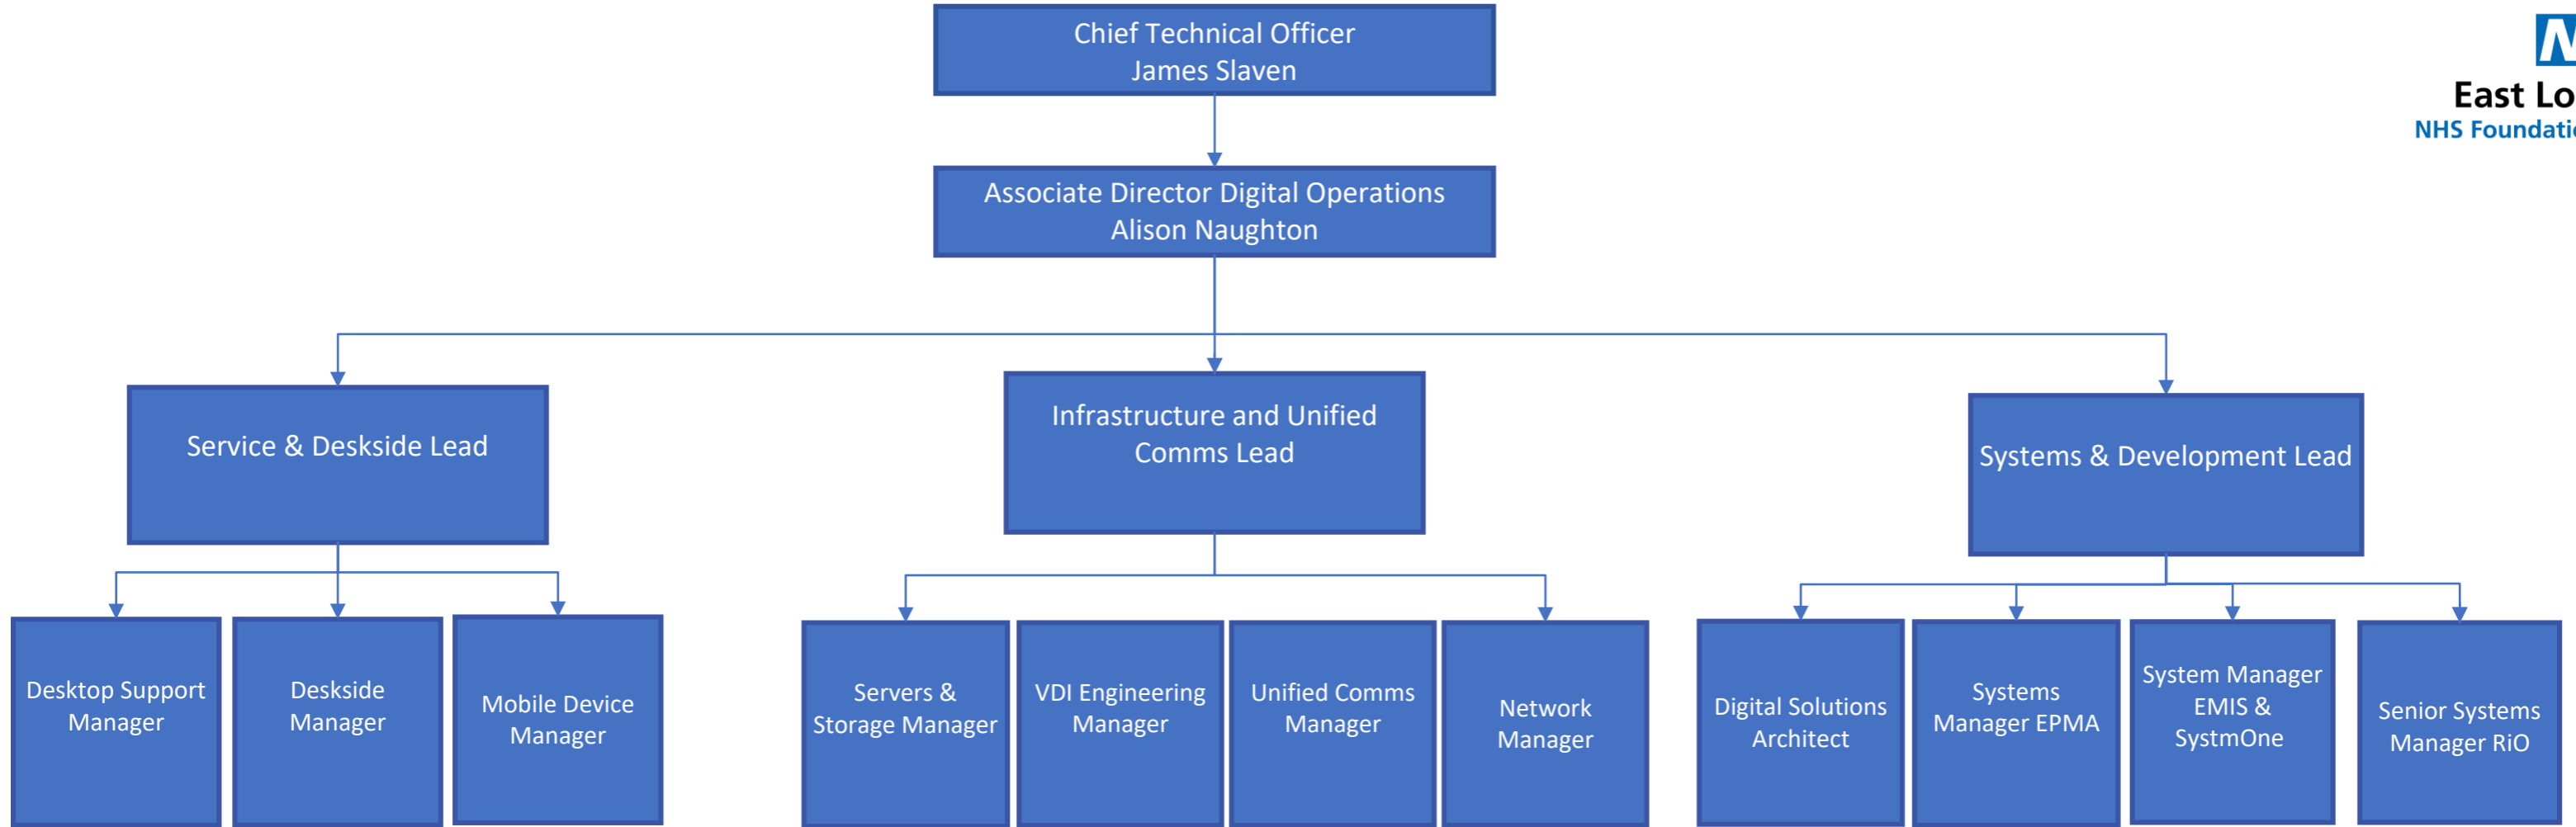 Chief Technical Officer
James Slaven
East Lo
NHS Foundati
Associate Director Digital Operations
Alison Naughton
Service & Deskside Lead
Infrastructure and Unified
Comms Lead
Systems & Development Lead
Desktop Support
Manager
Deskside
Manager
Mobile Device
Manager
Servers &
Storage Manager
VDI Engineering
Manager
Unified Comms
Manager
Network
Manager
Digital Solutions
Architect
Systems
Manager EPMA
System Manager
EMIS &
SystmOne
Senior Systems
Manager RiO